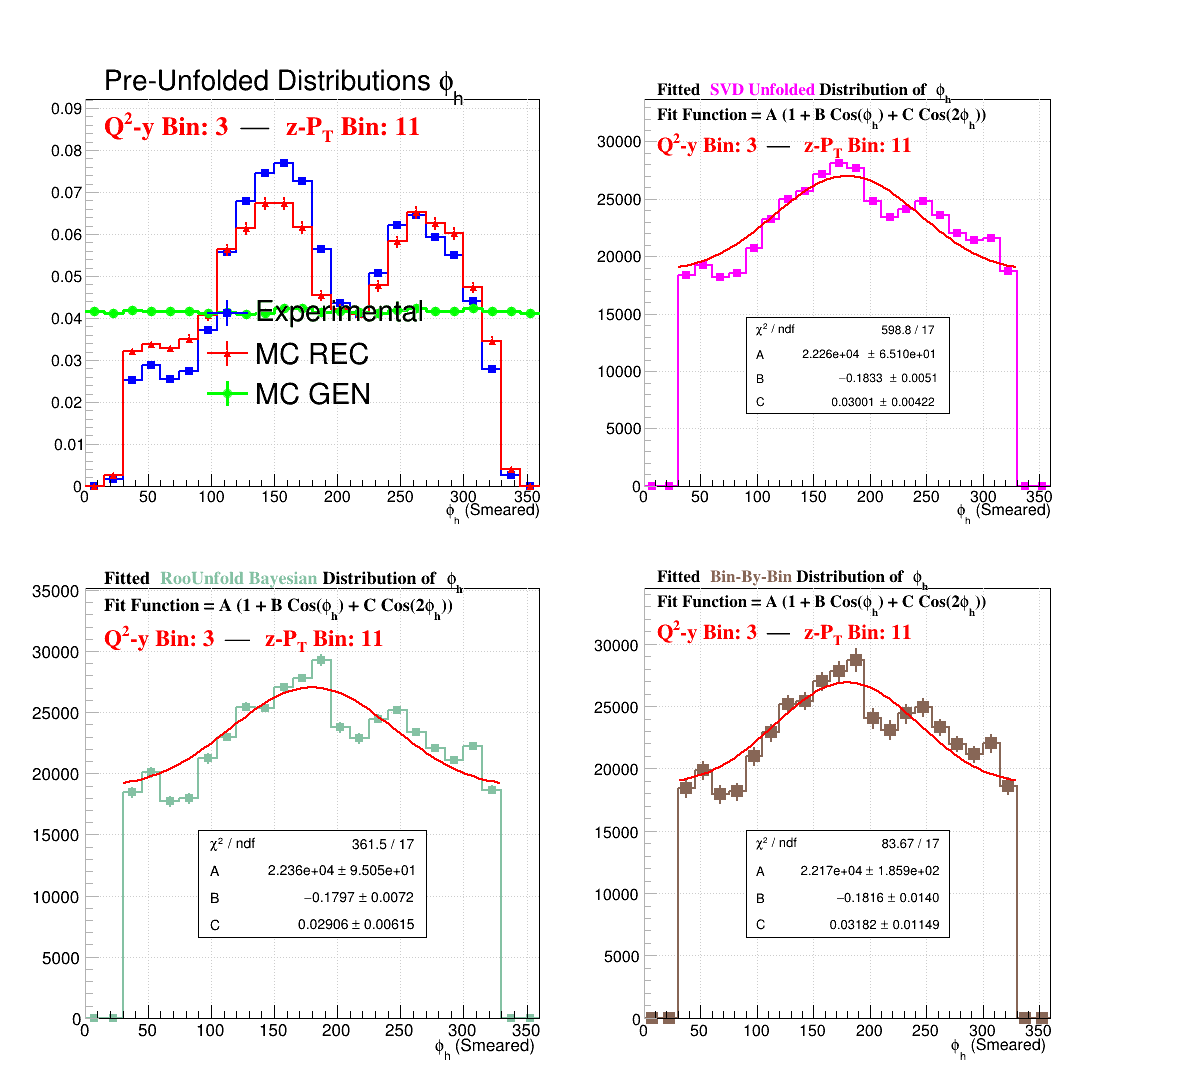 Pre-Unfolded Distributions ϕh
Q²-y Bin: 3 — z-PT Bin: 11
0.09
0.08
0.07
0.06
0.05
0.04
0.03
0.02
0.01
0
Experimental
MC REC
MC GEN
0 50 100 150 200 250 300 350
ϕh (Smeared)
Fitted SVD Unfolded Distribution of ϕh
Fit Function = A (1 + B Cos(ϕh) + C Cos(2ϕh))
Q²-y Bin: 3 — z-PT Bin: 11
30000
25000
20000
15000
10000
5000
0
χ² / ndf 598.8 / 17
A 2.226e+04 ± 6.510e+01
B −0.1833 ± 0.0051
C 0.03001 ± 0.00422
0 50 100 150 200 250 300 350
ϕh (Smeared)
Fitted RooUnfold Bayesian Distribution of ϕh
Fit Function = A (1 + B Cos(ϕh) + C Cos(2ϕh))
Q²-y Bin: 3 — z-PT Bin: 11
35000
30000
25000
20000
15000
10000
5000
0
χ² / ndf 361.5 / 17
A 2.236e+04 ± 9.505e+01
B −0.1797 ± 0.0072
C 0.02906 ± 0.00615
0 50 100 150 200 250 300 350
ϕh (Smeared)
Fitted Bin-By-Bin Distribution of ϕh
Fit Function = A (1 + B Cos(ϕh) + C Cos(2ϕh))
Q²-y Bin: 3 — z-PT Bin: 11
30000
25000
20000
15000
10000
5000
0
χ² / ndf 83.67 / 17
A 2.217e+04 ± 1.859e+02
B −0.1816 ± 0.0140
C 0.03182 ± 0.01149
0 50 100 150 200 250 300 350
ϕh (Smeared)